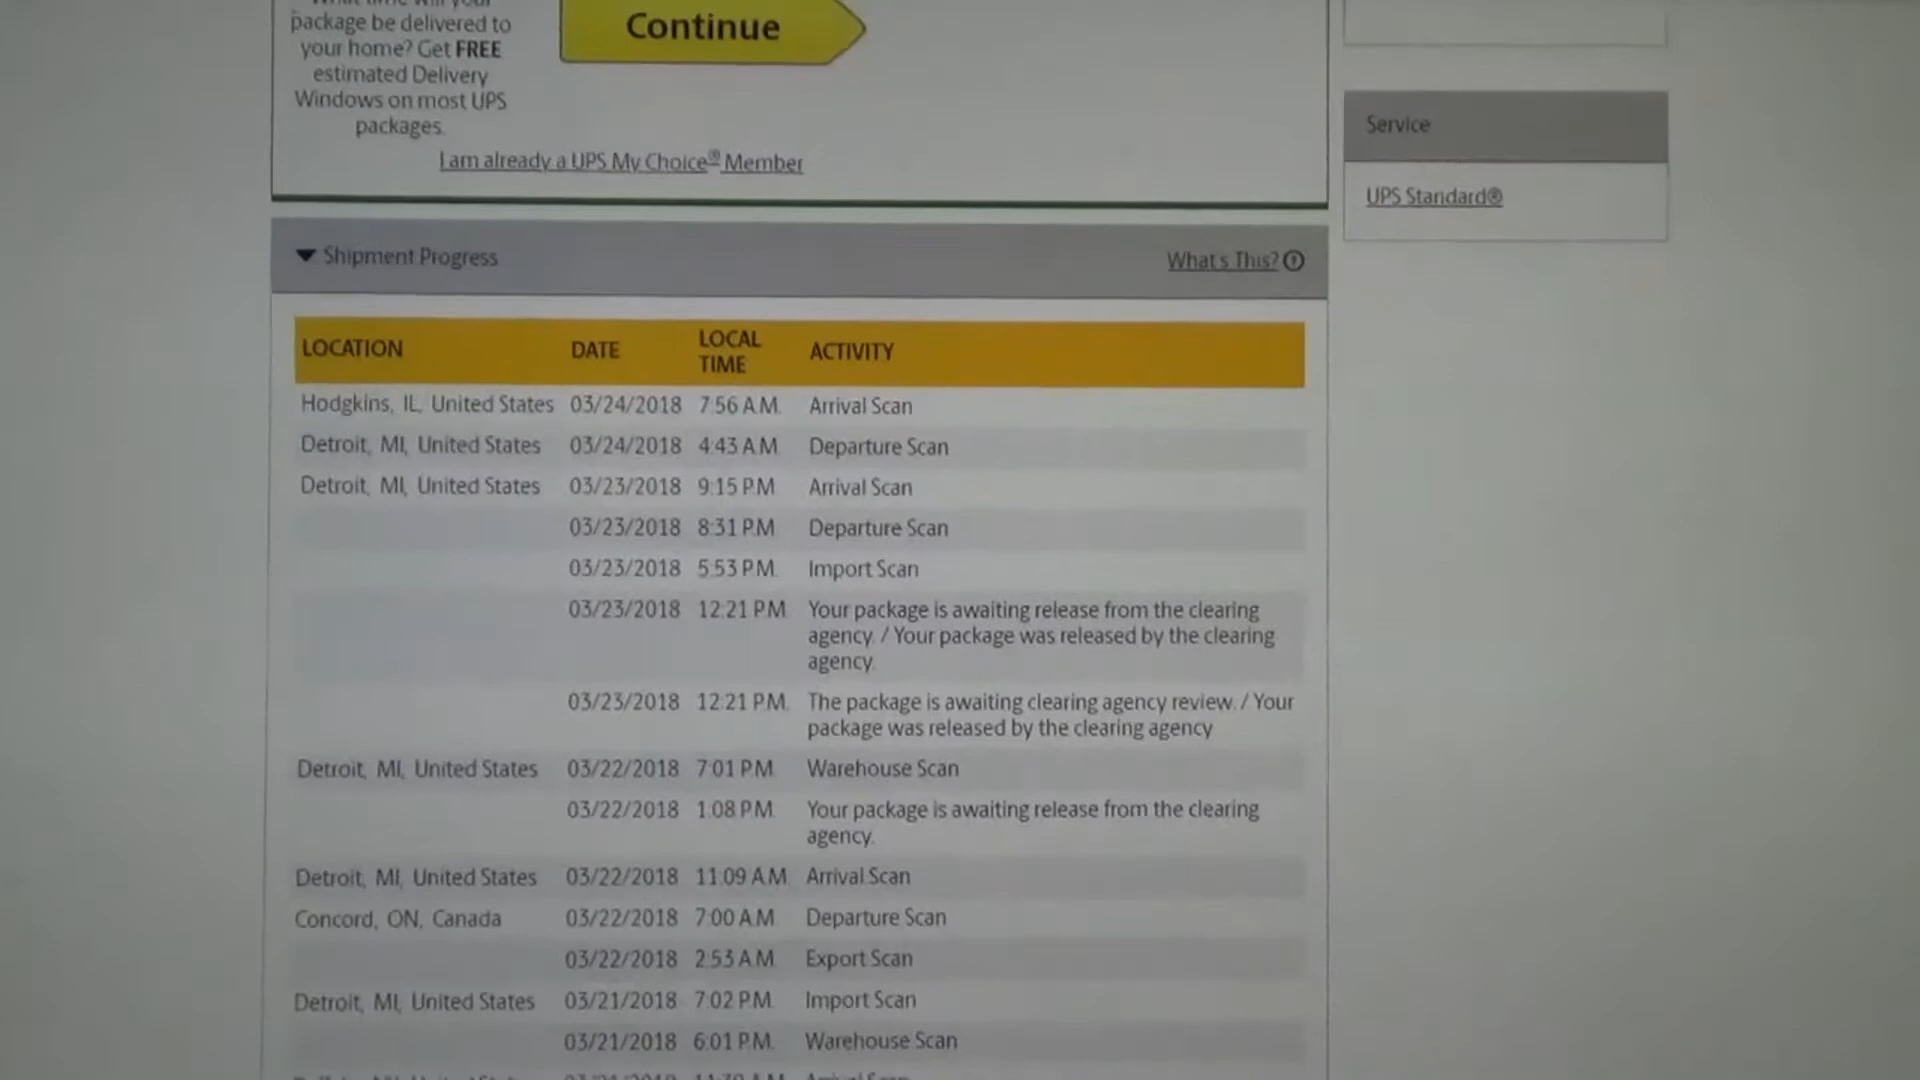 package be delivered to
your home? Get FREE
estimated Delivery
Windows on most UPS
packages.
Continue
I am already a UPS My Choice® Member
Service
UPS Standard®
Shipment Progress
What's This?
LOCATION DATE LOCAL TIME ACTIVITY
Hodgkins, IL, United States 03/24/2018 7:56 A.M. Arrival Scan
Detroit, MI, United States 03/24/2018 4:43 A.M. Departure Scan
Detroit, MI, United States 03/23/2018 9:15 P.M. Arrival Scan
03/23/2018 8:31 P.M. Departure Scan
03/23/2018 5:53 P.M. Import Scan
03/23/2018 12:21 P.M. Your package is awaiting release from the clearing
agency. / Your package was released by the clearing
agency.
03/23/2018 12:21 P.M. The package is awaiting clearing agency review. / Your
package was released by the clearing agency
Detroit, MI, United States 03/22/2018 7:01 P.M. Warehouse Scan
03/22/2018 1:08 P.M. Your package is awaiting release from the clearing
agency.
Detroit, MI, United States 03/22/2018 11:09 A.M. Arrival Scan
Concord, ON, Canada 03/22/2018 7:00 A.M. Departure Scan
03/22/2018 2:53 A.M. Export Scan
Detroit, MI, United States 03/21/2018 7:02 P.M. Import Scan
03/21/2018 6:01 P.M. Warehouse Scan